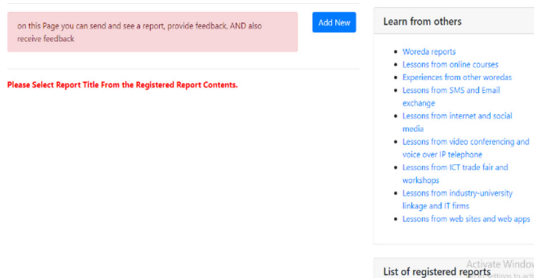 on this Page you can send and see a report, provide feedback, AND also
receive feedback
Add New
Please Select Report Title From the Registered Report Contents.
Learn from others
Woreda reports
Lessons from online courses
Experiences from other woredas
Lessons from SMS and Email
exchange
Lessons from internet and social
media
Lessons from video conferencing and
voice over IP telephone
Lessons from ICT trade fair and
workshops
Lessons from industry-university
linkage and IT firms
Lessons from web sites and web apps
Activate Window
List of registered reports